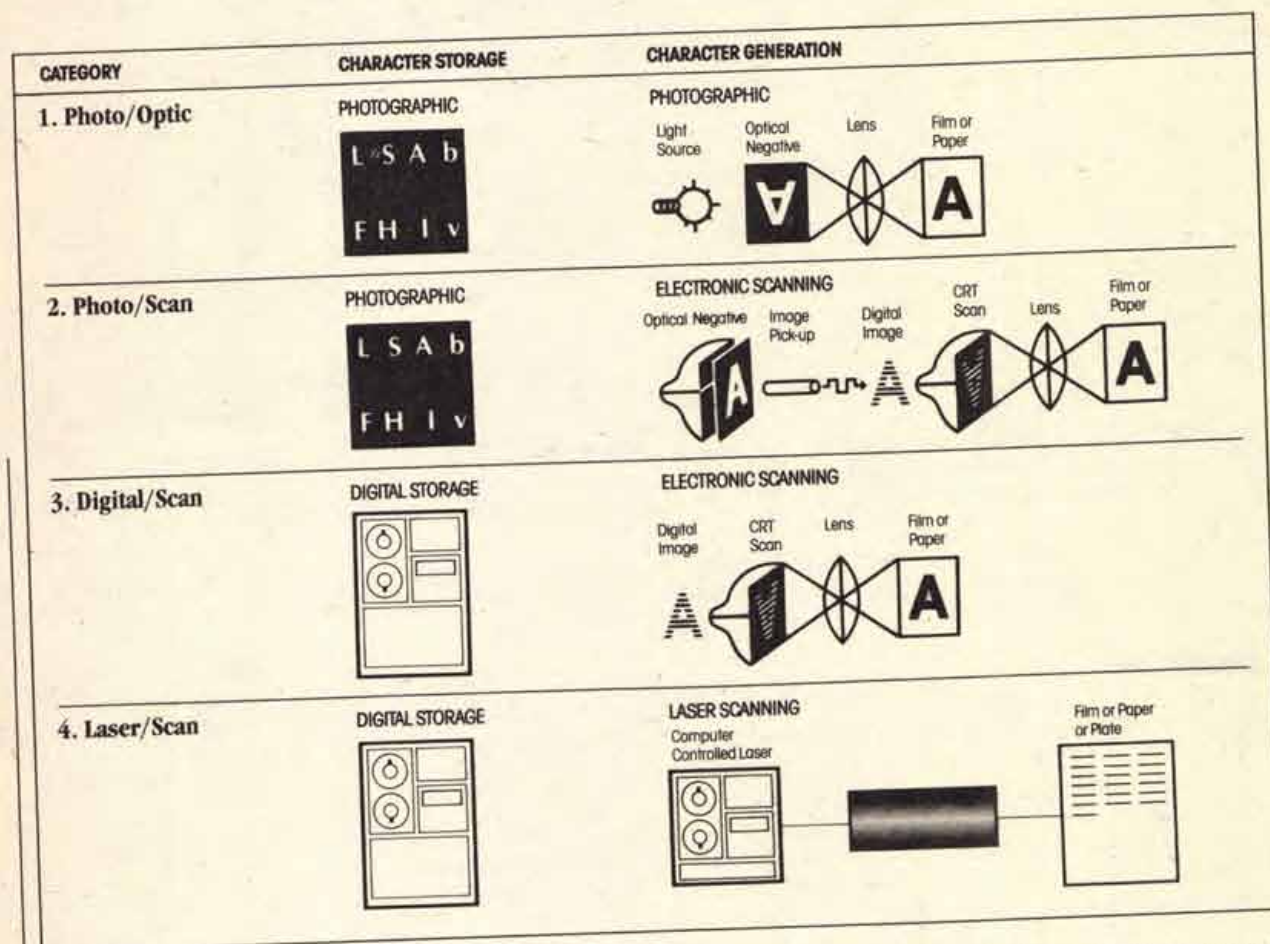 CATEGORY CHARACTER STORAGE CHARACTER GENERATION
1. Photo/Optic PHOTOGRAPHIC PHOTOGRAPHIC
Light Source Optical Negative Lens Film or Paper
L S A b
F H I v
A A
2. Photo/Scan PHOTOGRAPHIC ELECTRONIC SCANNING
Optical Negative Image Pick-up Digital Image CRT Scan Lens Film or Paper
L S A b
F H I v
A A A
3. Digital/Scan DIGITAL STORAGE ELECTRONIC SCANNING
Digital Image CRT Scan Lens Film or Paper
A A
4. Laser/Scan DIGITAL STORAGE LASER SCANNING
Computer Controlled Laser Film or Paper or Plate